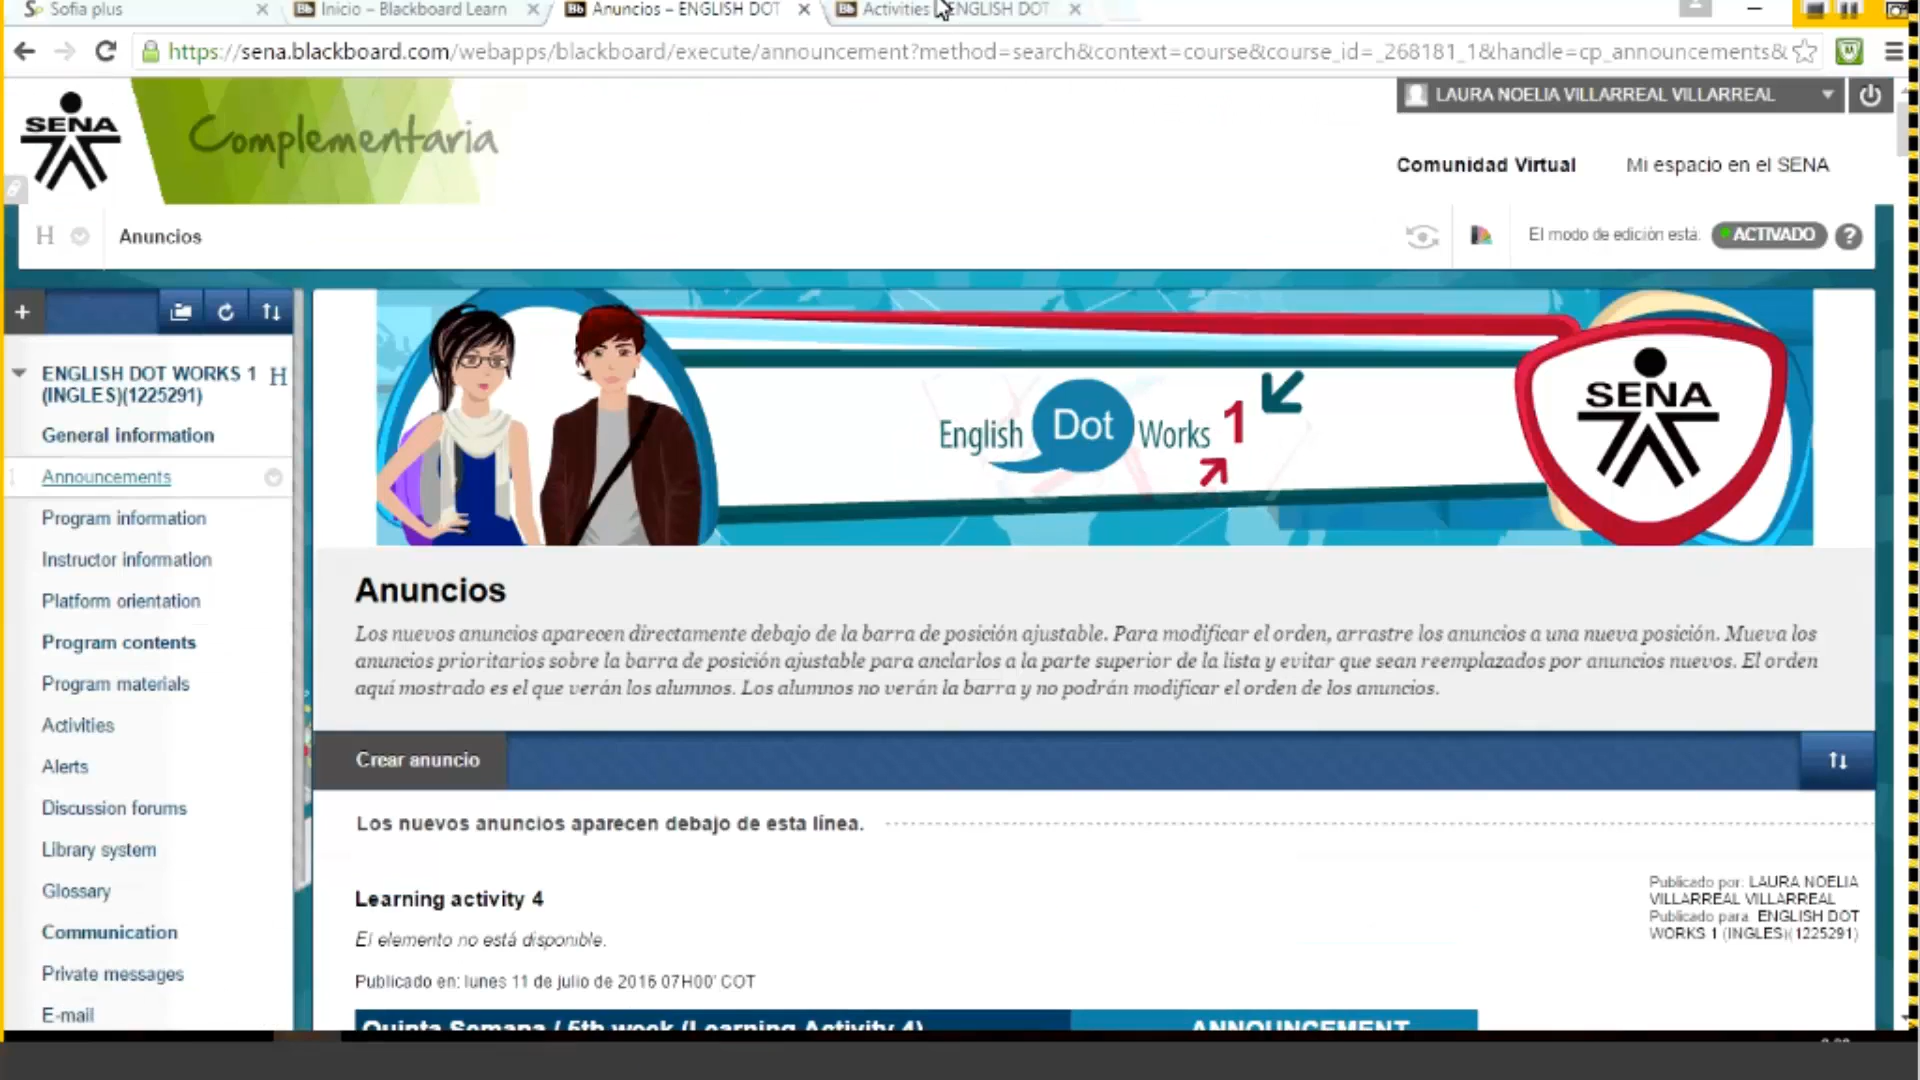 Sofia plus
Inicio – Blackboard Learn
Anuncios – ENGLISH DOT
Activities – ENGLISH DOT
https://sena.blackboard.com/webapps/blackboard/execute/announcement?method=search&context=course&course_id=_268181_1&handle=cp_announcements&
SENA
Complementaria
LAURA NOELIA VILLARREAL VILLARREAL
Comunidad Virtual
Mi espacio en el SENA
H
Anuncios
El modo de edición está:
ACTIVADO
?
+
ENGLISH DOT WORKS 1
(INGLES)(1225291)
H
General information
Announcements
Program information
Instructor information
Platform orientation
Program contents
Program materials
Activities
Alerts
Discussion forums
Library system
Glossary
Communication
Private messages
E-mail
English Dot Works 1
SENA
Anuncios
Los nuevos anuncios aparecen directamente debajo de la barra de posición ajustable. Para modificar el orden, arrastre los anuncios a una nueva posición. Mueva los
anuncios prioritarios sobre la barra de posición ajustable para anclarlos a la parte superior de la lista y evitar que sean reemplazados por anuncios nuevos. El orden
aquí mostrado es el que verán los alumnos. Los alumnos no verán la barra y no podrán modificar el orden de los anuncios.
Crear anuncio
Los nuevos anuncios aparecen debajo de esta línea.
Learning activity 4
El elemento no está disponible.
Publicado en: lunes 11 de julio de 2016 07H00' COT
Publicado por: LAURA NOELIA
VILLARREAL VILLARREAL
Publicado para: ENGLISH DOT
WORKS 1 (INGLES)(1225291)
Quinta Semana / 5th week (Learning Activity 4)
ANNOUNCEMENT